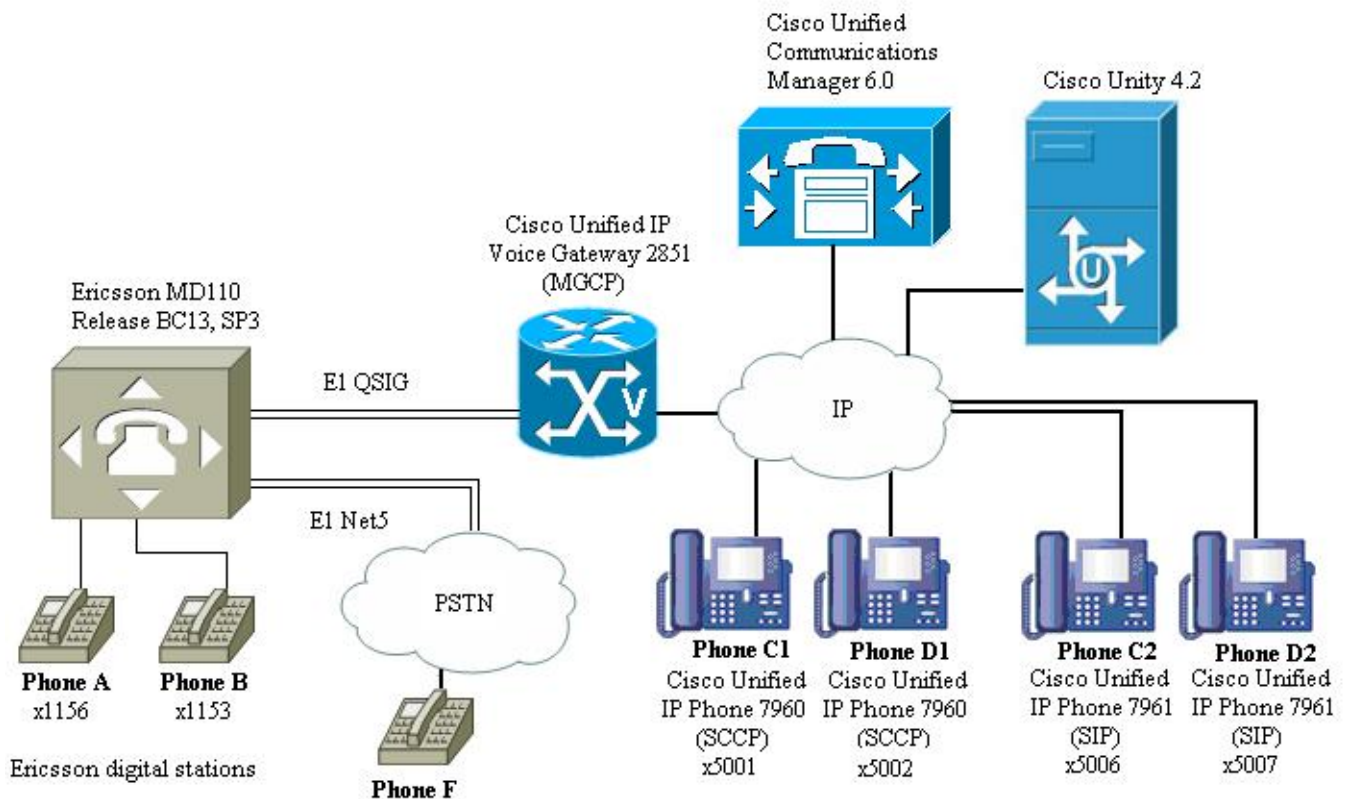 Cisco Unified
Communications
Manager 6.0
Cisco Unity 4.2
U
Cisco Unified IP
Voice Gateway 2851
(MGCP)
V
Ericsson MD110
Release BC13, SP3
E1 QSIG
IP
E1 Net5
PSTN
Phone A
x1156
Phone B
x1153
Ericsson digital stations
Phone F
Phone C1
Cisco Unified
IP Phone 7960
(SCCP)
x5001
Phone D1
Cisco Unified
IP Phone 7960
(SCCP)
x5002
Phone C2
Cisco Unified
IP Phone 7961
(SIP)
x5006
Phone D2
Cisco Unified
IP Phone 7961
(SIP)
x5007